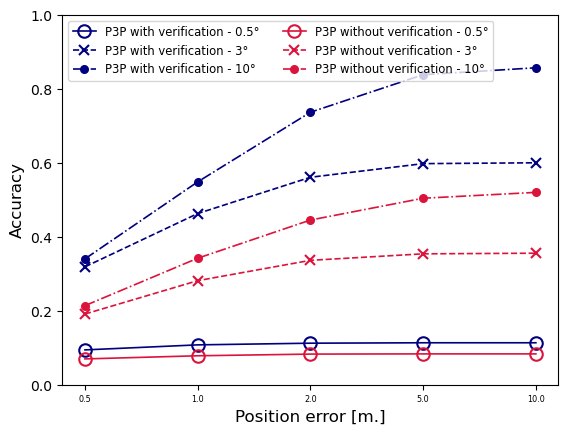 P3P with verification - 0.5°
P3P with verification - 3°
P3P with verification - 10°
P3P without verification - 0.5°
P3P without verification - 3°
P3P without verification - 10°
1.0
0.8
0.6
0.4
0.2
0.0
Accuracy
0.5 1.0 2.0 5.0 10.0
Position error [m.]